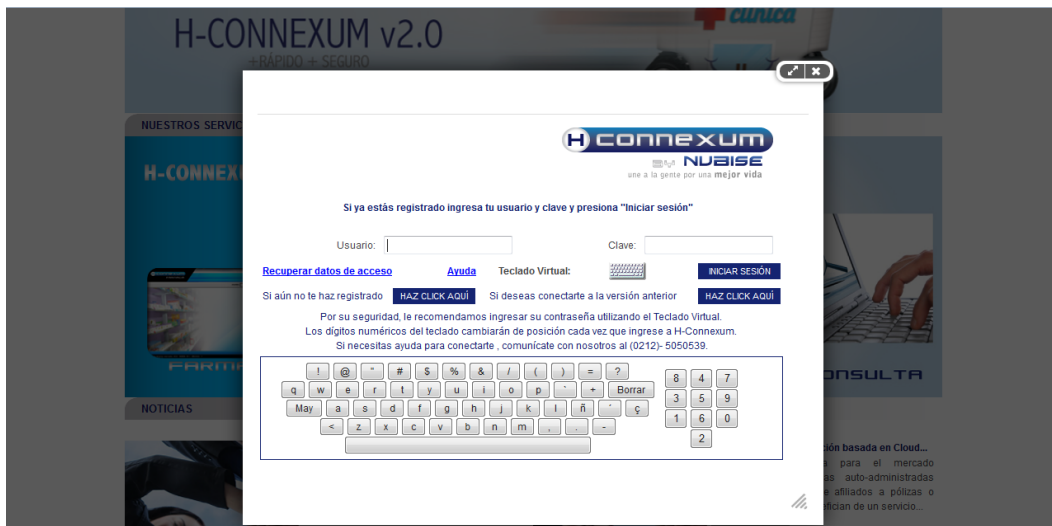 H-CONNEXUM v2.0
+RÁPIDO + SEGURO
clínica
NUESTROS SERVIC
H-CONNEX
FARM
NOTICIAS
H connexum
NUBISE
une a la gente por una mejor vida
Si ya estás registrado ingresa tu usuario y clave y presiona "Iniciar sesión"
Usuario: Clave:
Recuperar datos de acceso Ayuda Teclado Virtual: INICIAR SESIÓN
Si aún no te haz registrado HAZ CLICK AQUÍ Si deseas conectarte a la versión anterior HAZ CLICK AQUÍ
Por su seguridad, le recomendamos ingresar su contraseña utilizando el Teclado Virtual.
Los dígitos numéricos del teclado cambiarán de posición cada vez que ingrese a H-Connexum.
Si necesitas ayuda para conectarte , comunícate con nosotros al (0212)- 5050539.
! @ " # $ % & / ( ) = ? 8 4 7
q w e r t y u i o p ` + Borrar
May a s d f g h j k l ñ ´ ç 3 5 9
< z x c v b n m , . - 1 6 0
2
ONSULTA
ión basada en Cloud...
s para el mercado
as auto-administradas
e afiliados a pólizas o
efician de un servicio...